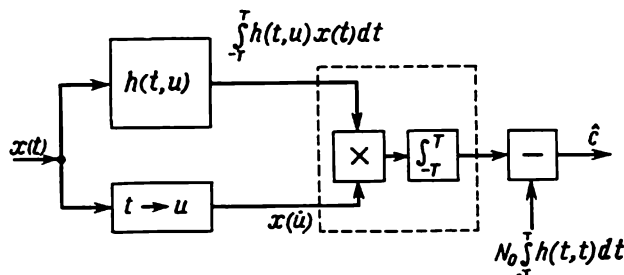 ∫_{-T}^{T} h(t,u)x(t)dt
h(t,u)
x(t)
×
∫_{-T}^{T}
−
ĉ
t → u
x(u)
N₀∫_{-T}^{T} h(t,t)dt